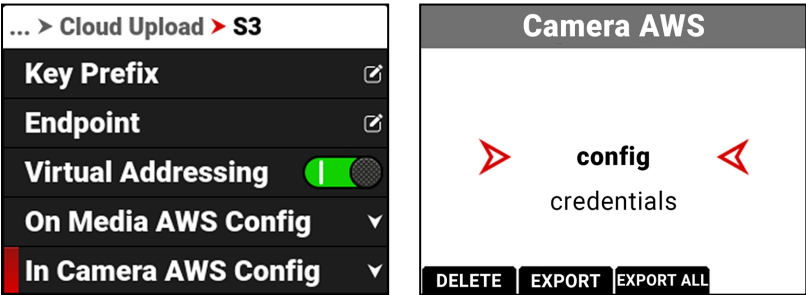 ... > Cloud Upload > S3
Key Prefix
Endpoint
Virtual Addressing
On Media AWS Config
In Camera AWS Config
Camera AWS
config
credentials
DELETE EXPORT EXPORT ALL